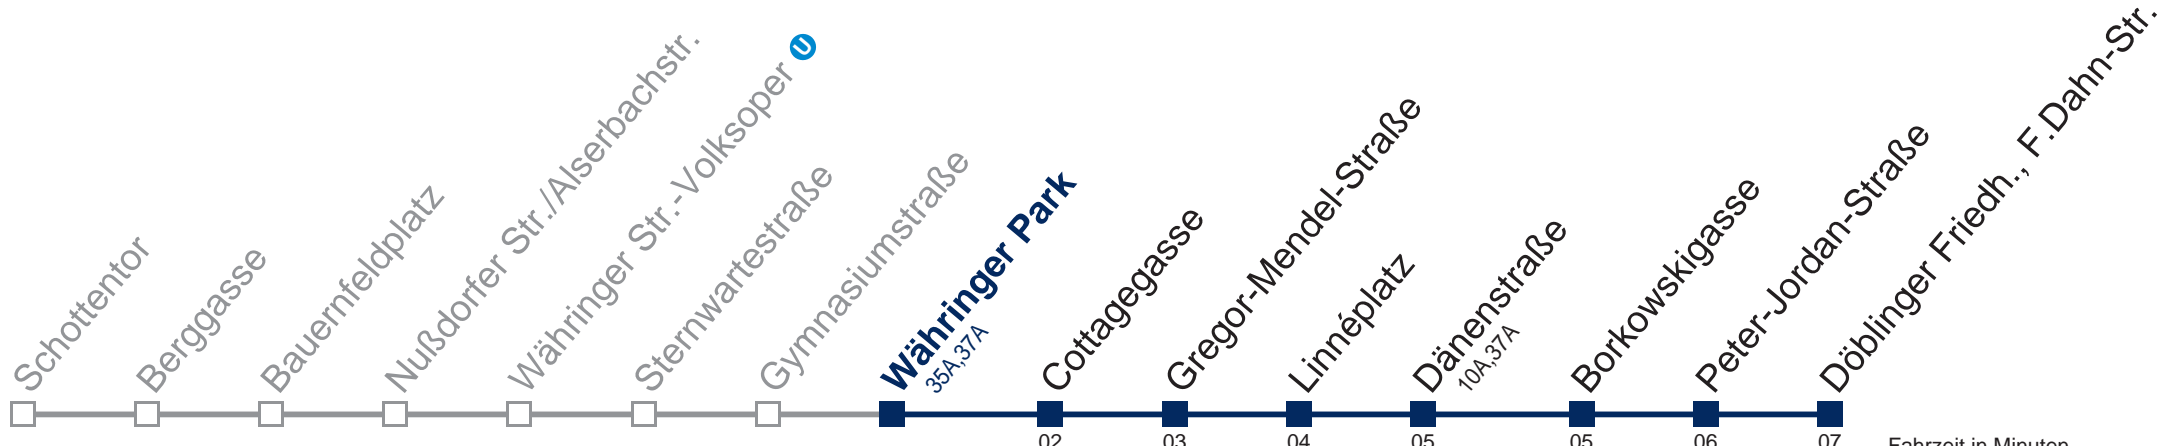 Schottentor
Berggasse
Bauernfeldplatz
Nußdorfer Str./Alserbachstr.
Währinger Str.-Volksoper U
Sternwartestraße
Gymnasiumstraße
Währinger Park
35A,37A
Cottagegasse
Gregor-Mendel-Straße
Linnéplatz
Dänenstraße
10A,37A
Borkowskigasse
Peter-Jordan-Straße
Döblinger Friedh., F.Dahn-Str.
02 03 04 05 05 06 07 Fahrzeit in Minuten